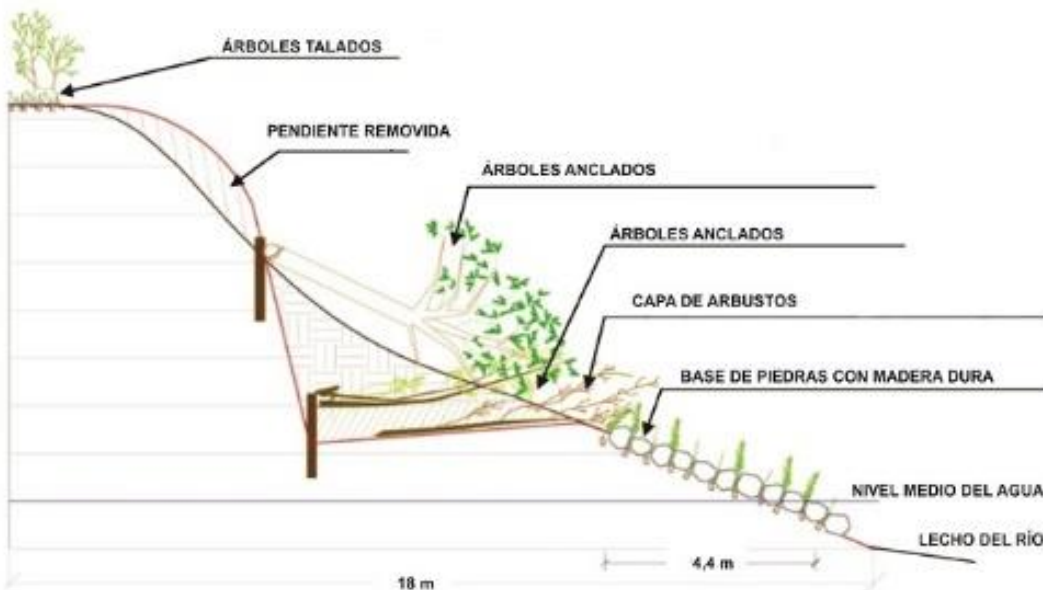 ÁRBOLES TALADOS
PENDIENTE REMOVIDA
ÁRBOLES ANCLADOS
ÁRBOLES ANCLADOS
CAPA DE ARBUSTOS
BASE DE PIEDRAS CON MADERA DURA
NIVEL MEDIO DEL AGUA
LECHO DEL RÍO
4,4 m
18 m